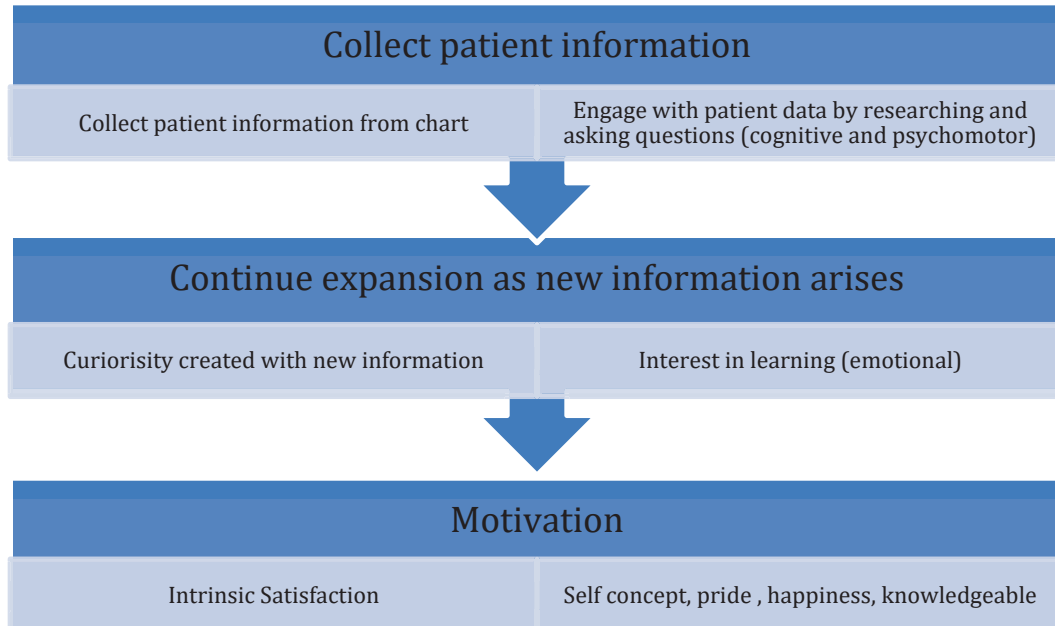 Collect patient information
Collect patient information from chart
Engage with patient data by researching and
asking questions (cognitive and psychomotor)
Continue expansion as new information arises
Curiorisity created with new information
Interest in learning (emotional)
Motivation
Intrinsic Satisfaction
Self concept, pride , happiness, knowledgeable